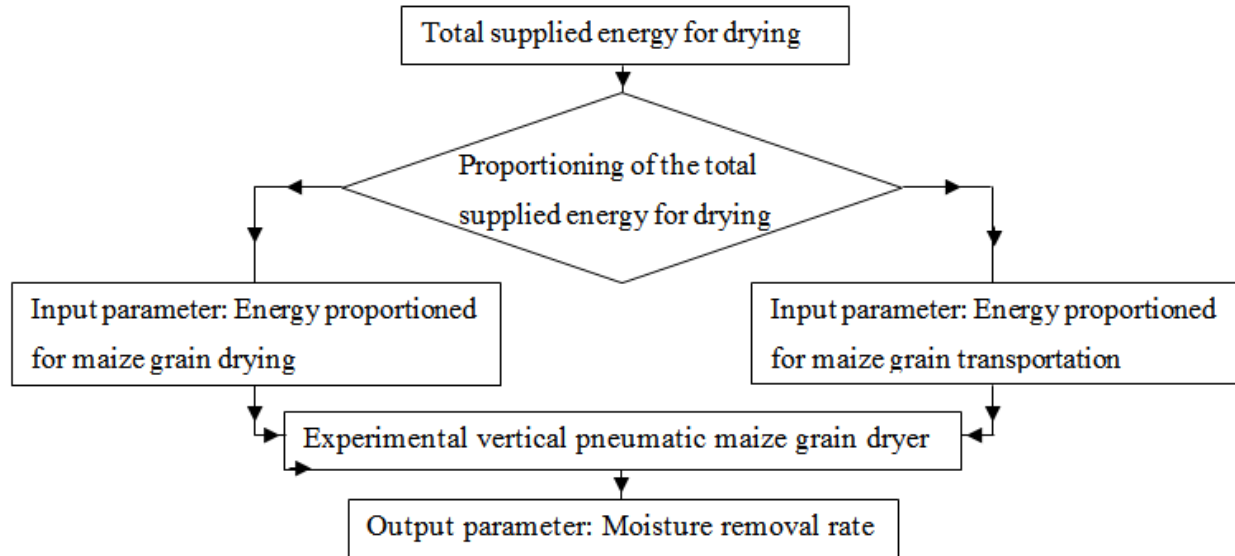 Total supplied energy for drying
Proportioning of the total
supplied energy for drying
Input parameter: Energy proportioned
for maize grain drying
Input parameter: Energy proportioned
for maize grain transportation
Experimental vertical pneumatic maize grain dryer
Output parameter: Moisture removal rate